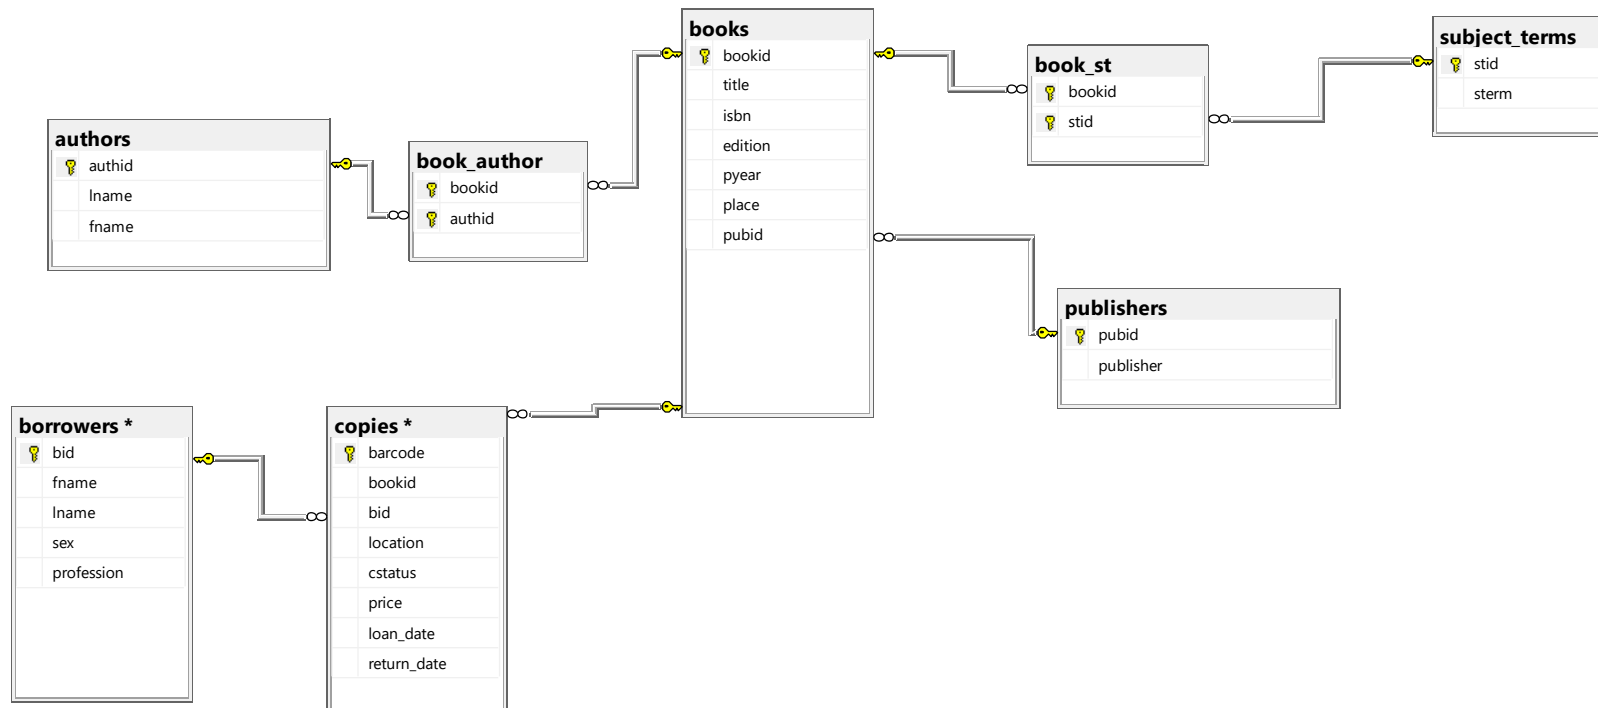 authors
authid
lname
fname
book_author
bookid
authid
books
bookid
title
isbn
edition
pyear
place
pubid
book_st
bookid
stid
subject_terms
stid
sterm
publishers
pubid
publisher
borrowers *
bid
fname
lname
sex
profession
copies *
barcode
bookid
bid
location
cstatus
price
loan_date
return_date